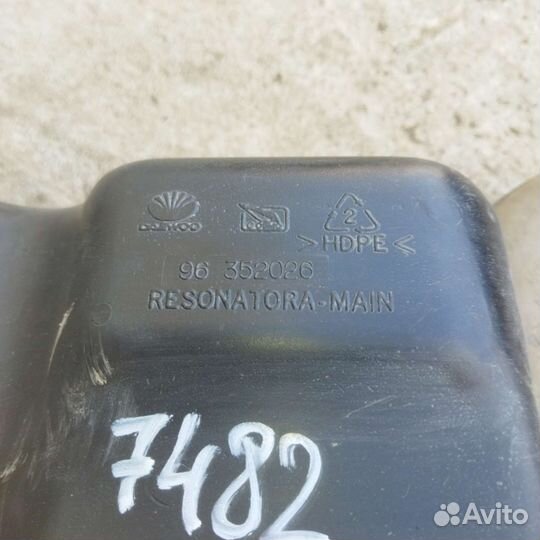 DAEWOO
2
>HDPE<
96 352026
RESONATORA-MAIN
7482
Avito